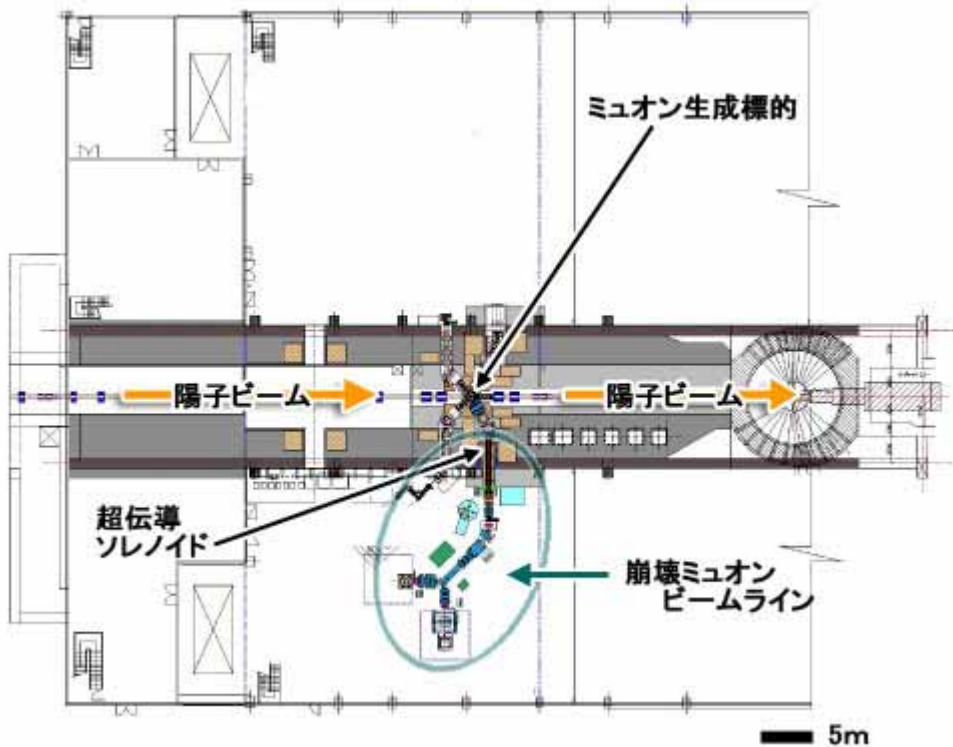 ミュオン生成標的
陽子ビーム
陽子ビーム
超伝導
ソレノイド
崩壊ミュオン
ビームライン
5m